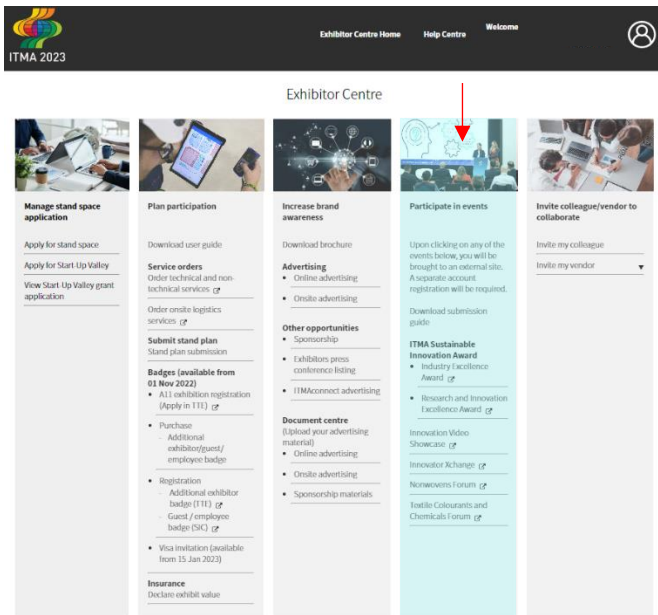 Exhibitor Centre Home
Help Centre
Welcome
ITMA 2023
Exhibitor Centre
Manage stand space
application
Apply for stand space
Apply for Start-Up Valley
View Start-Up Valley grant
application
Plan participation
Download user guide
Service orders
Order technical and non-
technical services
Order onsite logistics
services
Submit stand plan
Stand plan submission
Badges (available from
01 Nov 2022)
• A11 exhibition registration
(Apply in TTE)
• Purchase
- Additional
exhibitor/guest/
employee badge
• Registration
- Additional exhibitor
badge (TTE)
- Guest / employee
badge (SIC)
• Visa invitation (available
from 15 Jan 2023)
Insurance
Declare exhibit value
Increase brand
awareness
Download brochure
Advertising
• Online advertising
• Onsite advertising
Other opportunities
• Sponsorship
• Exhibitors press
conference listing
• ITMAconnect advertising
Document centre
(Upload your advertising
material)
• Online advertising
• Onsite advertising
• Sponsorship materials
Participate in events
Upon clicking on any of the
events below, you will be
brought to an external site.
A separate account
registration will be required.
Download submission
guide
ITMA Sustainable
Innovation Award
• Industry Excellence
Award
• Research and Innovation
Excellence Award
Innovation Video
Showcase
Innovator Xchange
Nonwovens Forum
Textile Colourants and
Chemicals Forum
Invite colleague/vendor to
collaborate
Invite my colleague
Invite my vendor